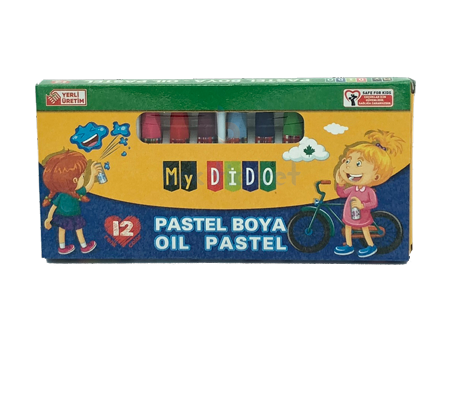 PASTEL BOYA OIL PASTEL
YERLİ
ÜRETİM
SAFE FOR KIDS
My DİDO
12
PASTEL BOYA
OIL PASTEL